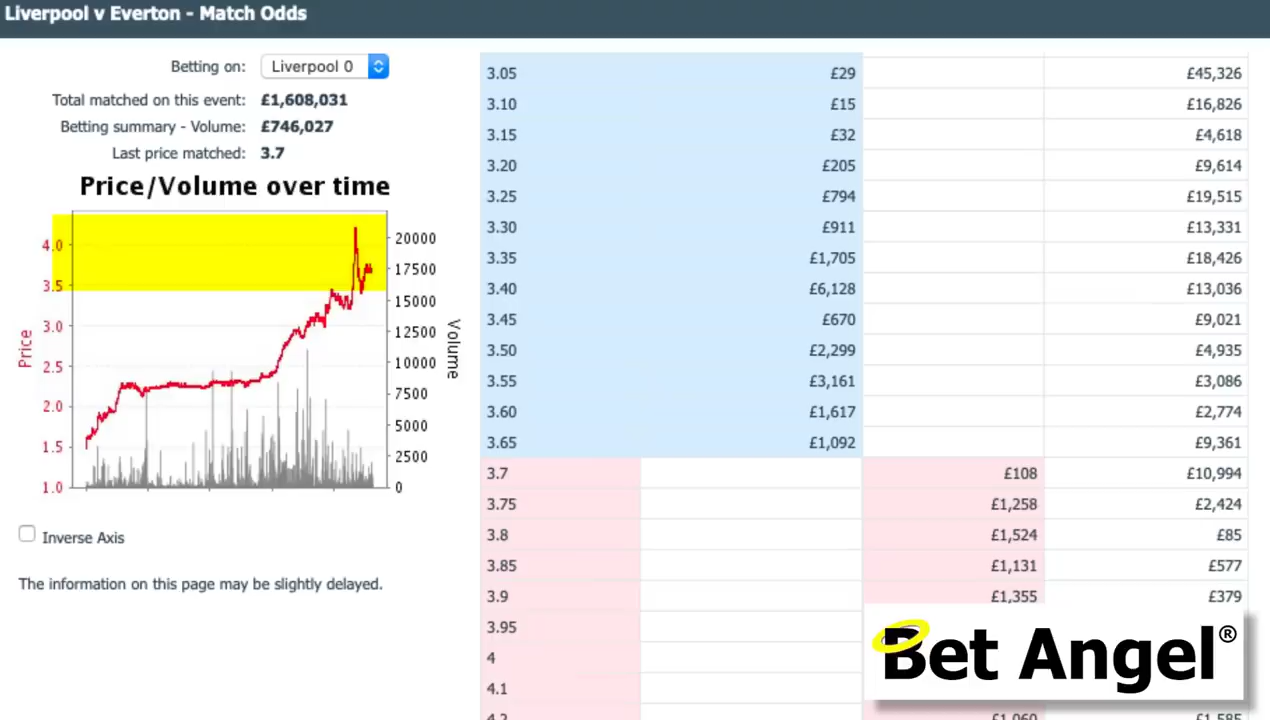 Liverpool v Everton - Match Odds
Betting on: Liverpool 0
Total matched on this event: £1,608,031
Betting summary - Volume: £746,027
Last price matched: 3.7
Price/Volume over time
4.0
3.5
3.0
2.5
2.0
1.5
1.0
Price
20000
17500
15000
12500
10000
7500
5000
2500
0
Volume
Inverse Axis
The information on this page may be slightly delayed.
3.05 £29 £45,326
3.10 £15 £16,826
3.15 £32 £4,618
3.20 £205 £9,614
3.25 £794 £19,515
3.30 £911 £13,331
3.35 £1,705 £18,426
3.40 £6,128 £13,036
3.45 £670 £9,021
3.50 £2,299 £4,935
3.55 £3,161 £3,086
3.60 £1,617 £2,774
3.65 £1,092 £9,361
3.7 £108 £10,994
3.75 £1,258 £2,424
3.8 £1,524 £85
3.85 £1,131 £577
3.9 £1,355 £379
3.95
4
4.1
4.2 £1,060 £1,585
Bet Angel®